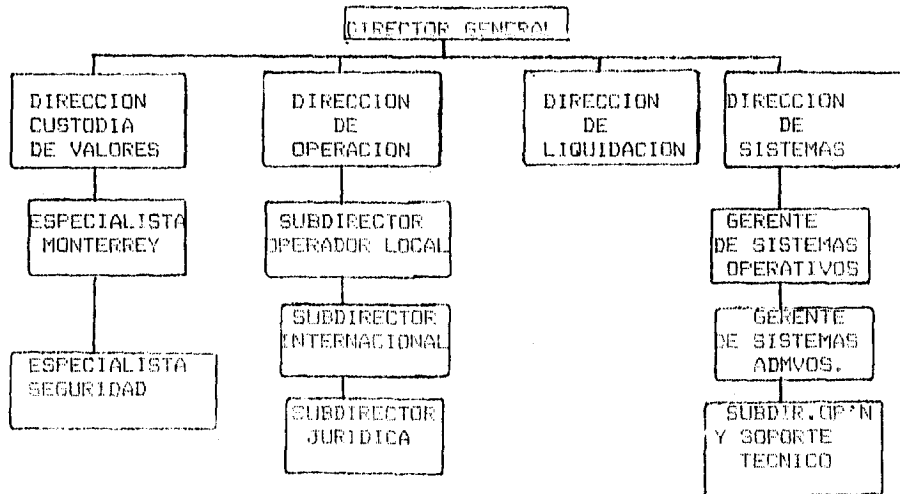 DIRECTOR GENERAL
DIRECCION
CUSTODIA
DE VALORES
DIRECCION
DE
OPERACION
DIRECCION
DE
LIQUIDACION
DIRECCION
DE
SISTEMAS
ESPECIALISTA
MONTERREY
SUBDIRECTOR
OPERADOR LOCAL
GERENTE
DE SISTEMAS
OPERATIVOS
SUBDIRECTOR
INTERNACIONAL
GERENTE
DE SISTEMAS
ADMVOS.
ESPECIALISTA
SEGURIDAD
SUBDIRECTOR
JURIDICA
SUBDIR.OP'N
Y SOPORTE
TECNICO